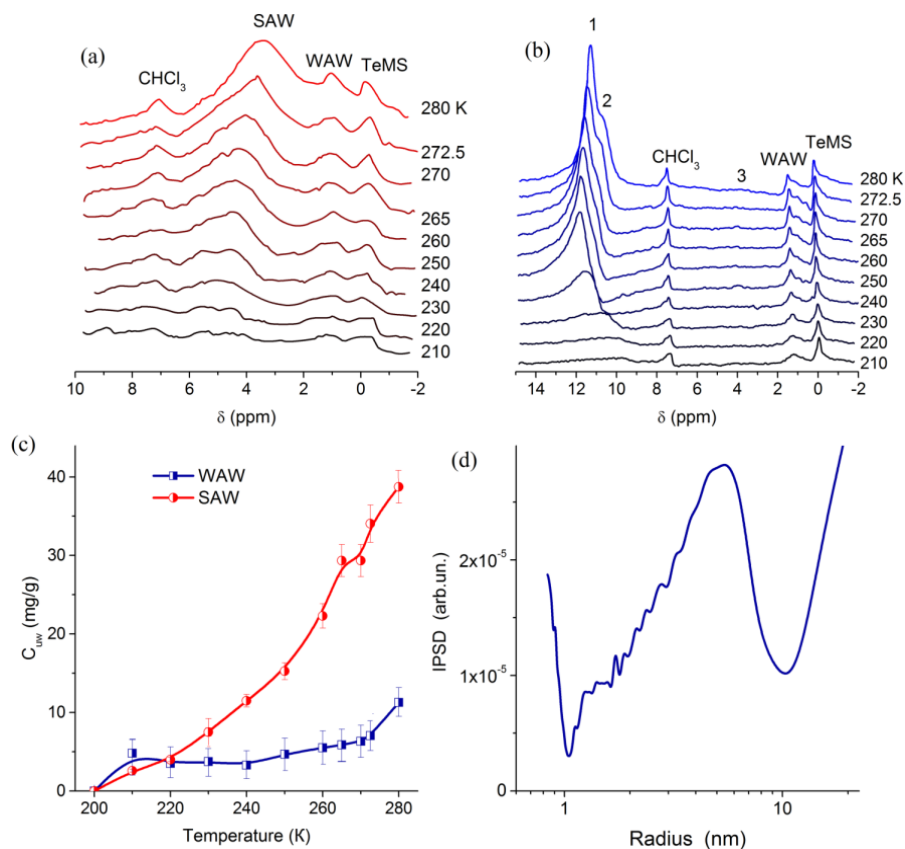 (a)
SAW
WAW
TeMS
CHCl3
280 K
272.5
270
265
260
250
240
230
220
210
10 8 6 4 2 0 -2
δ (ppm)
(b)
1
2
3
CHCl3
WAW
TeMS
280 K
272.5
270
265
260
250
240
230
220
210
14 12 10 8 6 4 2 0 -2
δ (ppm)
(c)
WAW
SAW
40
30
20
10
0
Cuw (mg/g)
200 220 240 260 280
Temperature (K)
(d)
2x10-5
1x10-5
IPSD (arb.un.)
1 10
Radius (nm)